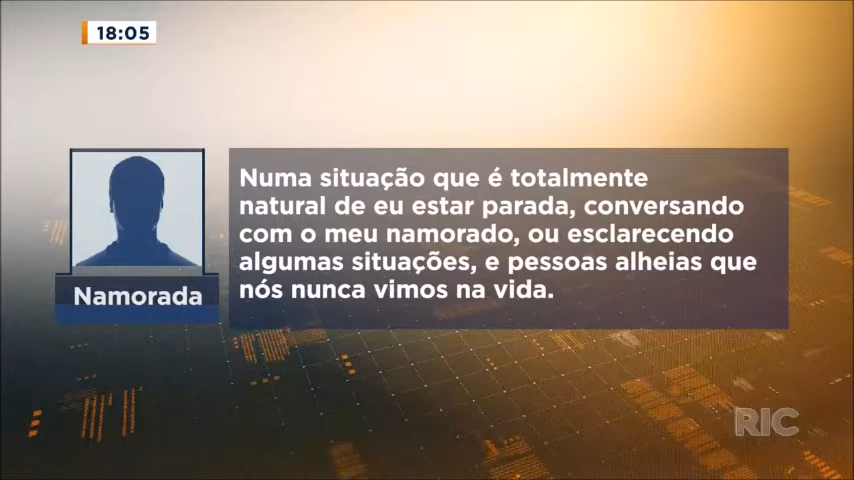 18:05
Numa situação que é totalmente
natural de eu estar parada, conversando
com o meu namorado, ou esclarecendo
algumas situações, e pessoas alheias que
nós nunca vimos na vida.
Namorada
RIC